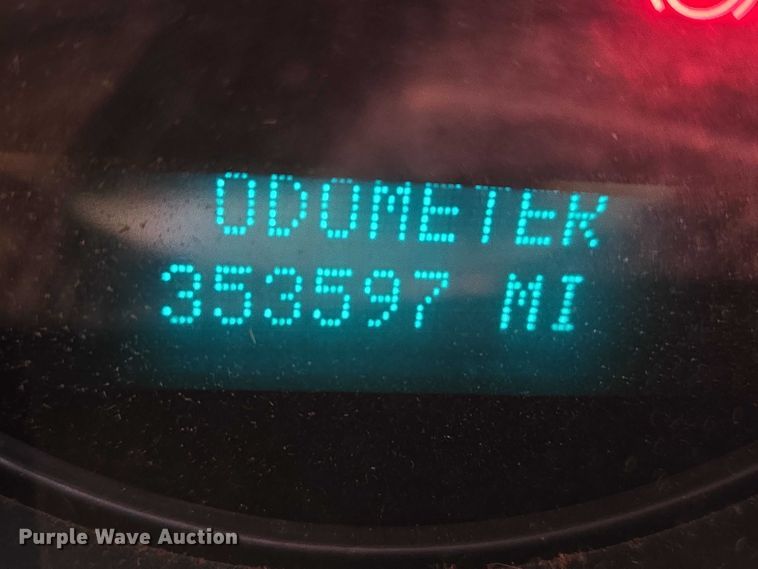 ODOMETER
353597 MI
Purple Wave Auction